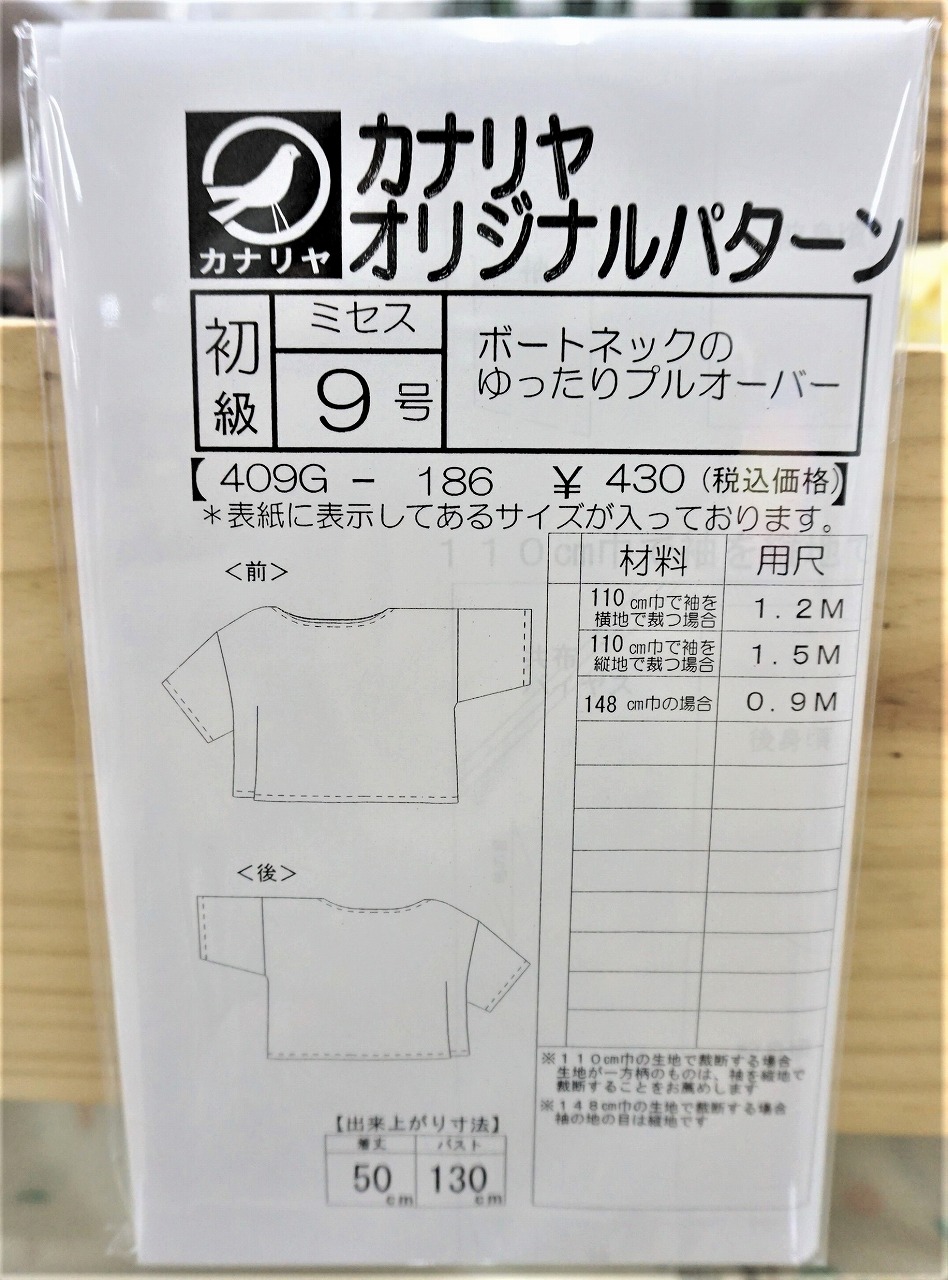 カナリヤ
カナリヤ
オリジナルパターン
初級
ミセス
9号
ボートネックの
ゆったりプルオーバー
【 409G - 186 ¥ 430(税込価格)】
*表紙に表示してあるサイズが入っております。
材料
用尺
110cm巾で袖を
横地で裁つ場合
1.2M
110cm巾で袖を
縦地で裁つ場合
1.5M
148cm巾の場合
0.9M
<前>
<後>
※110cm巾の生地で裁断する場合
生地が一方柄のものは、袖を縦地で
裁断することをお薦めします
※148cm巾の生地で裁断する場合
袖の地の目は縦地です
【出来上がり寸法】
着丈
バスト
50cm
130cm